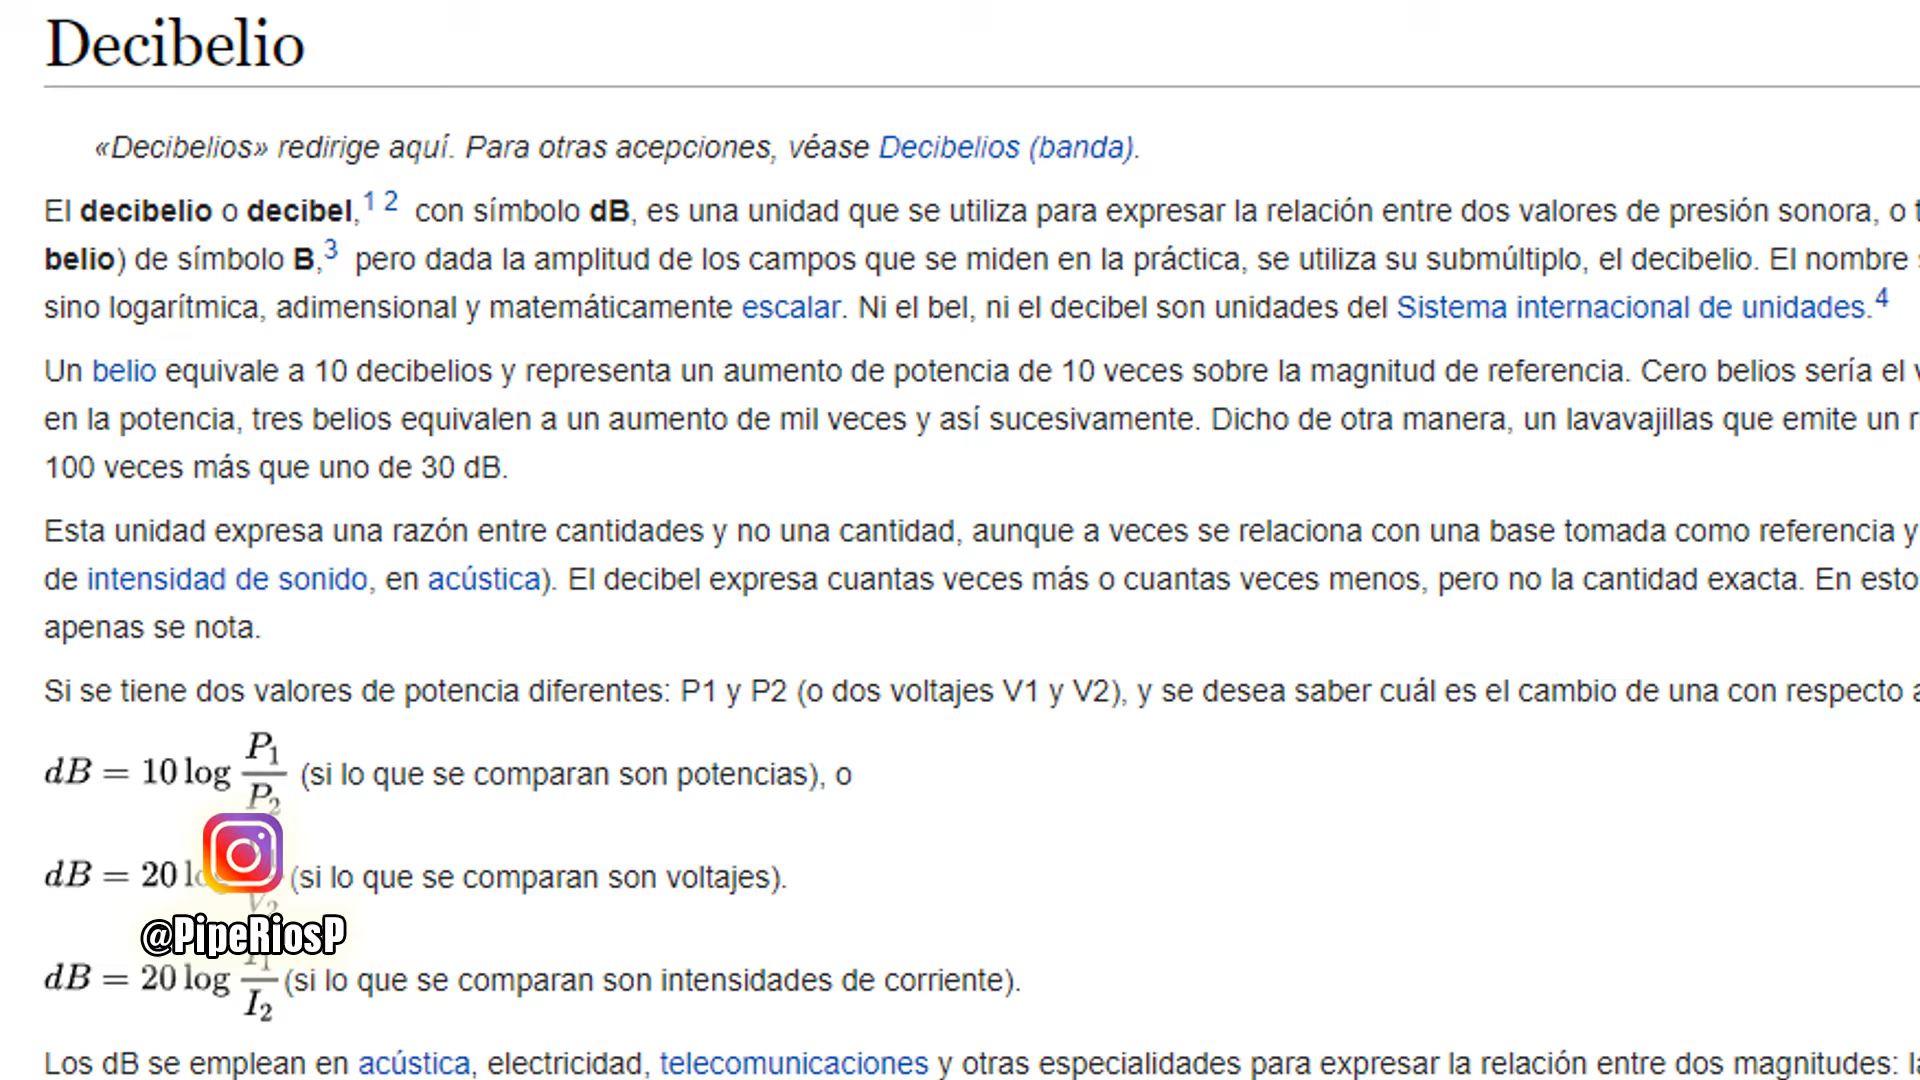 Decibelio
«Decibelios» redirige aquí. Para otras acepciones, véase Decibelios (banda).
El decibelio o decibel,1 2 con símbolo dB, es una unidad que se utiliza para expresar la relación entre dos valores de presión sonora, o
belio) de símbolo B,3 pero dada la amplitud de los campos que se miden en la práctica, se utiliza su submúltiplo, el decibelio. El nombre
sino logarítmica, adimensional y matemáticamente escalar. Ni el bel, ni el decibel son unidades del Sistema internacional de unidades.4
Un belio equivale a 10 decibelios y representa un aumento de potencia de 10 veces sobre la magnitud de referencia. Cero belios sería el
en la potencia, tres belios equivalen a un aumento de mil veces y así sucesivamente. Dicho de otra manera, un lavavajillas que emite un
100 veces más que uno de 30 dB.
Esta unidad expresa una razón entre cantidades y no una cantidad, aunque a veces se relaciona con una base tomada como referencia y
de intensidad de sonido, en acústica). El decibel expresa cuantas veces más o cuantas veces menos, pero no la cantidad exacta. En esto
apenas se nota.
Si se tiene dos valores de potencia diferentes: P1 y P2 (o dos voltajes V1 y V2), y se desea saber cuál es el cambio de una con respecto
dB = 10 log P1/P2 (si lo que se comparan son potencias), o
dB = 20 (si lo que se comparan son voltajes).
@PipeRiosP
dB = 20 log I1/I2 (si lo que se comparan son intensidades de corriente).
Los dB se emplean en acústica, electricidad, telecomunicaciones y otras especialidades para expresar la relación entre dos magnitudes: